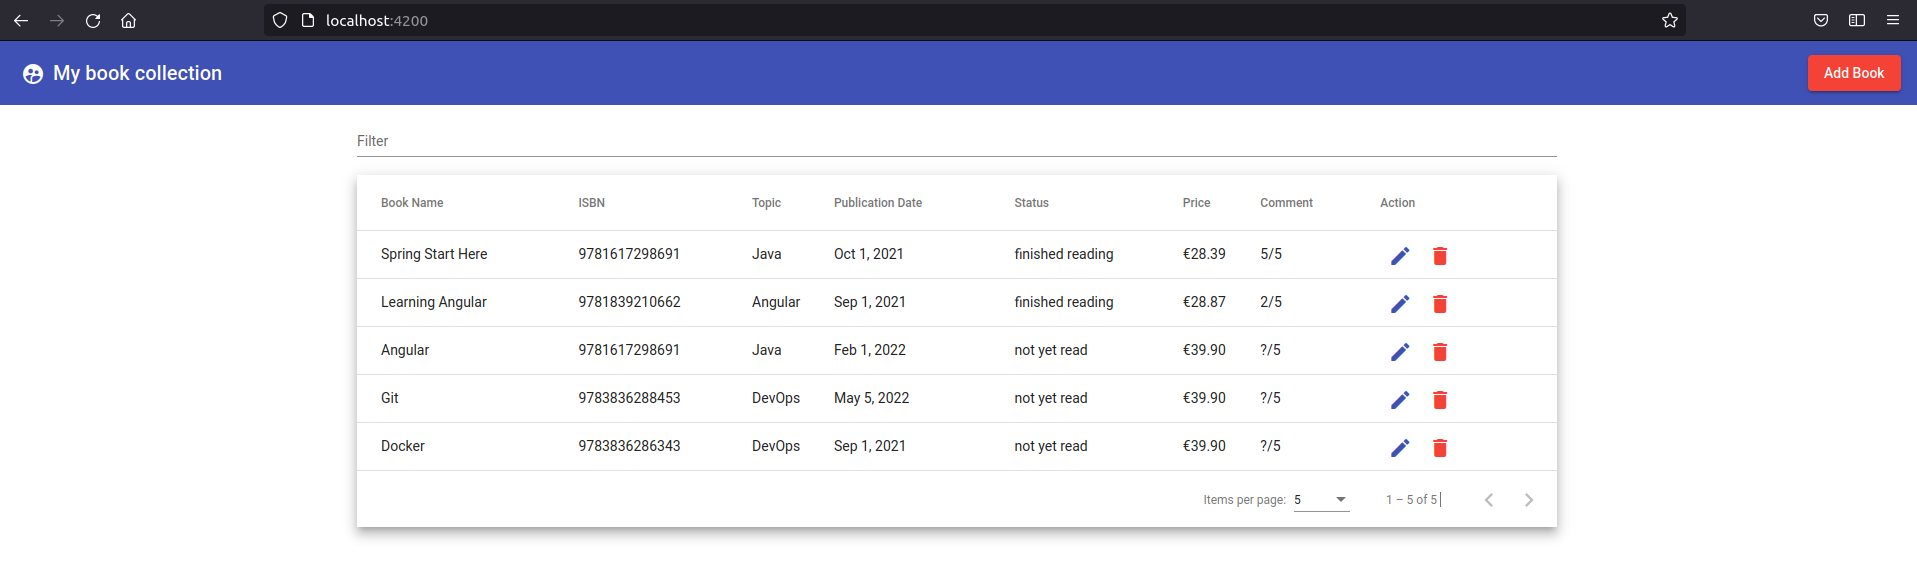 localhost:4200
My book collection
Add Book
Filter
Book Name ISBN Topic Publication Date Status Price Comment Action
Spring Start Here 9781617298691 Java Oct 1, 2021 finished reading €28.39 5/5
Learning Angular 9781839210662 Angular Sep 1, 2021 finished reading €28.87 2/5
Angular 9781617298691 Java Feb 1, 2022 not yet read €39.90 ?/5
Git 9783836288453 DevOps May 5, 2022 not yet read €39.90 ?/5
Docker 9783836286343 DevOps Sep 1, 2021 not yet read €39.90 ?/5
Items per page: 5 1 – 5 of 5